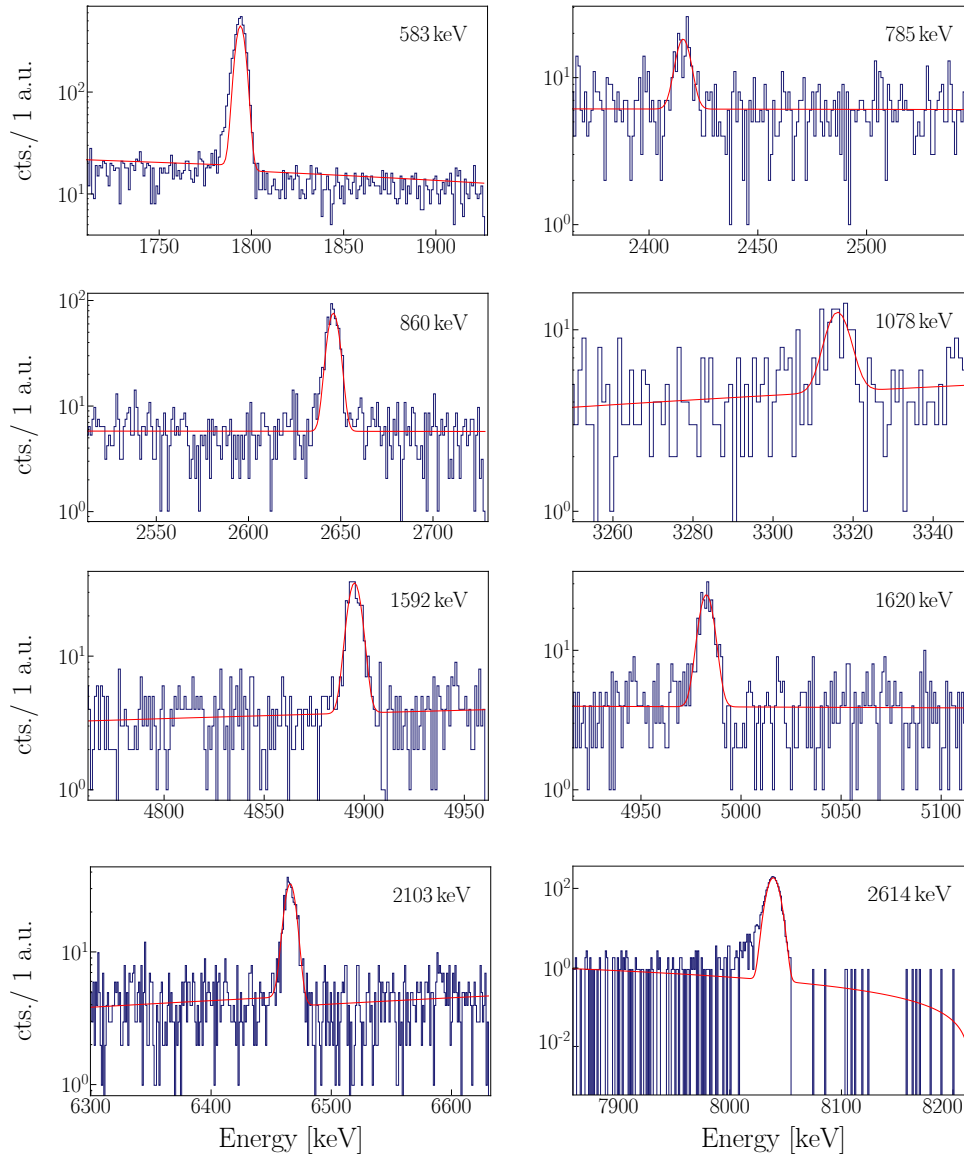 583 keV
cts./ 1 a.u.
10^2
10^1
1750 1800 1850 1900
785 keV
10^1
10^0
2400 2450 2500
860 keV
cts./ 1 a.u.
10^2
10^1
10^0
2550 2600 2650 2700
1078 keV
10^1
10^0
3260 3280 3300 3320 3340
1592 keV
cts./ 1 a.u.
10^1
10^0
4800 4850 4900 4950
1620 keV
10^1
10^0
4950 5000 5050 5100
2103 keV
cts./ 1 a.u.
10^1
10^0
6300 6400 6500 6600
Energy [keV]
2614 keV
10^2
10^0
10^-2
7900 8000 8100 8200
Energy [keV]